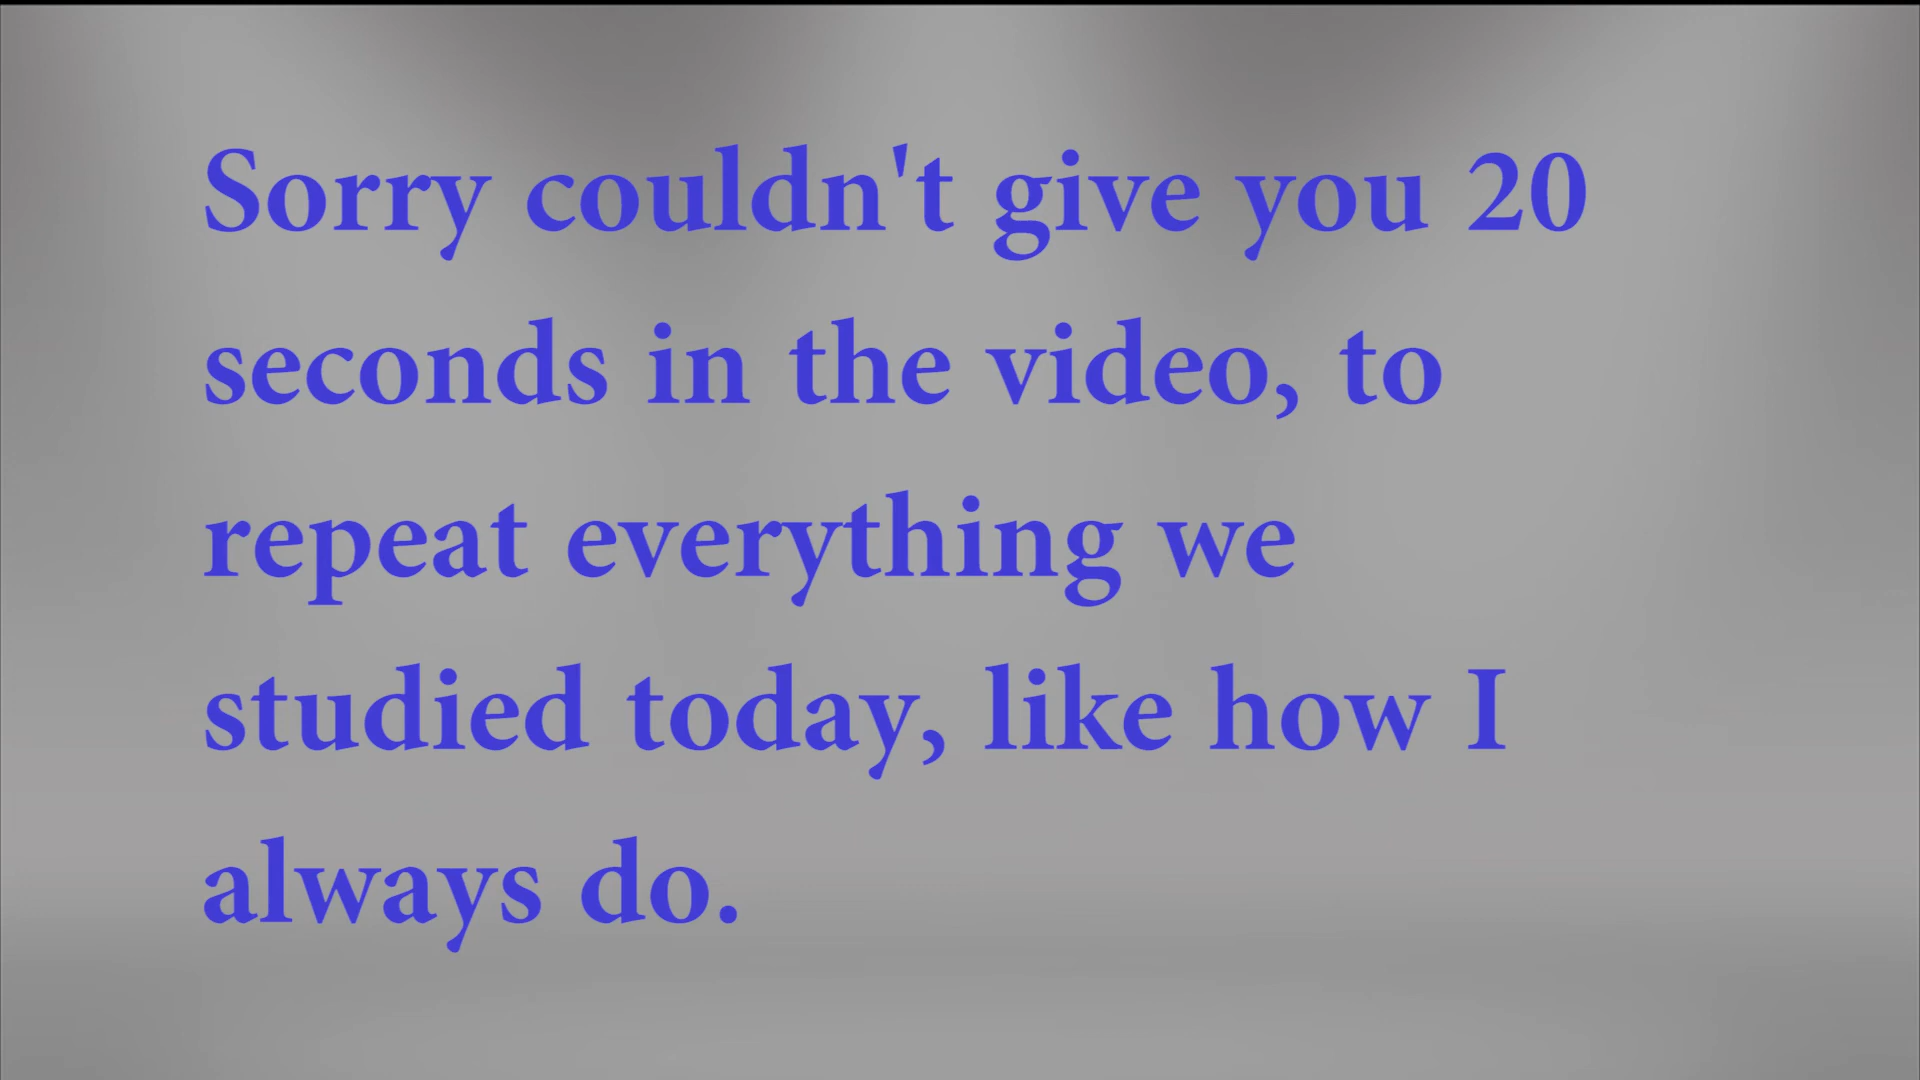 Sorry couldn't give you 20
seconds in the video, to
repeat everything we
studied today, like how I
always do.